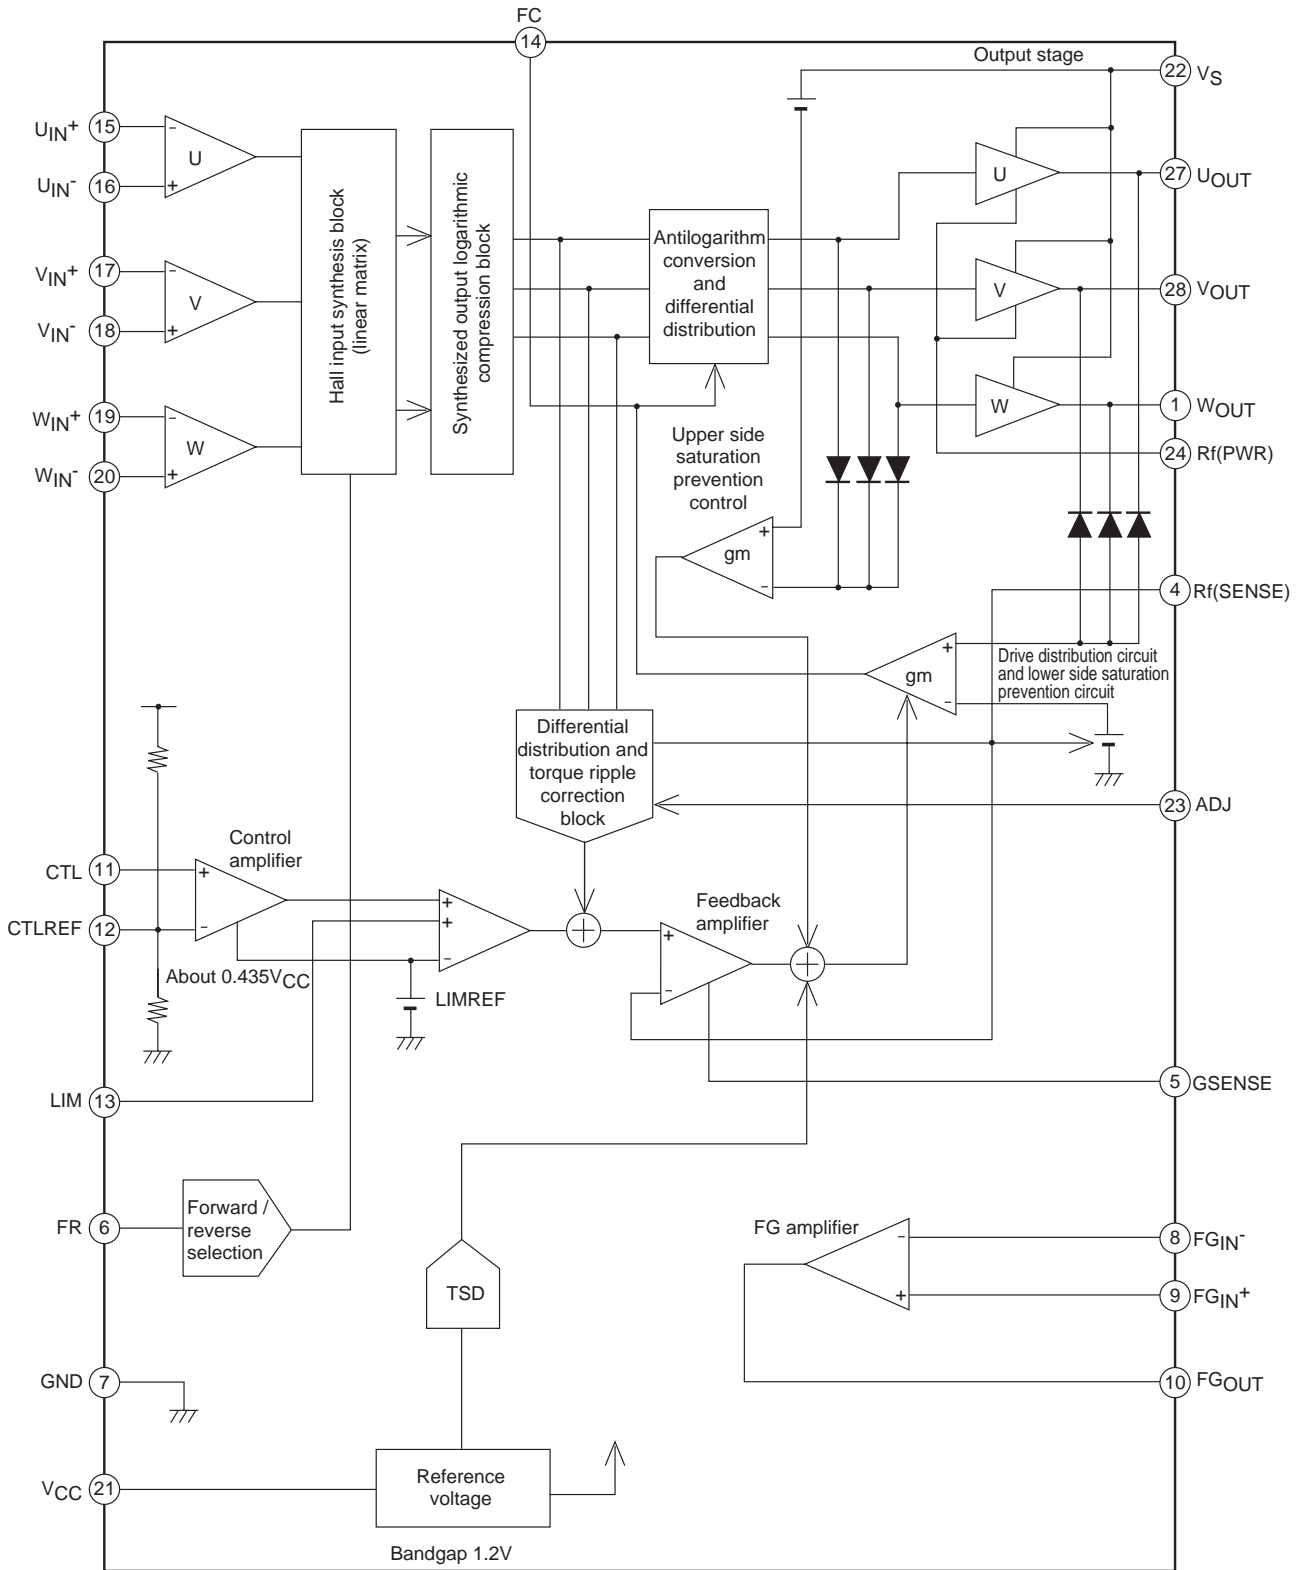 FC
14
Output stage
22 VS
UIN+ 15
U
UIN- 16
U
27 UOUT
VIN+ 17
V
VIN- 18
V
28 VOUT
WIN+ 19
W
WIN- 20
W
1 WOUT
24 Rf(PWR)
Hall input synthesis block
(linear matrix)
Synthesized output logarithmic
compression block
Antilogarithm
conversion
and
differential
distribution
Upper side
saturation
prevention
control
gm
+
-
4 Rf(SENSE)
gm
+
-
Drive distribution circuit
and lower side saturation
prevention circuit
Differential
distribution and
torque ripple
correction
block
23 ADJ
Control
amplifier
CTL 11
CTLREF 12
+
-
About 0.435VCC
+
+
-
LIMREF
Feedback
amplifier
+
-
LIM 13
5 GSENSE
FR 6
Forward /
reverse
selection
TSD
FG amplifier
-
+
8 FGIN-
9 FGIN+
10 FGOUT
GND 7
VCC 21
Reference
voltage
Bandgap 1.2V